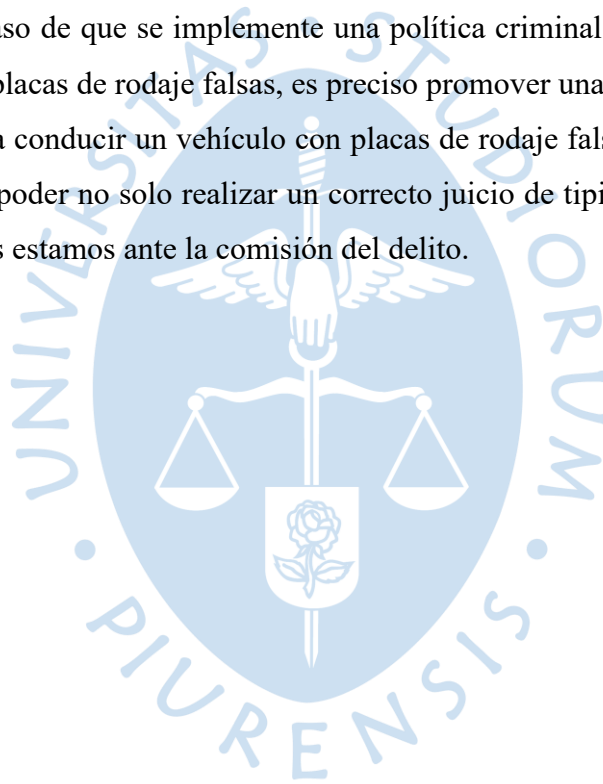 aso de que se implemente una política criminal
placas de rodaje falsas, es preciso promover una
a conducir un vehículo con placas de rodaje fals
poder no solo realizar un correcto juicio de tipi
s estamos ante la comisión del delito.
UNIVERSITAS • STUDIORUM • PIURENSIS •